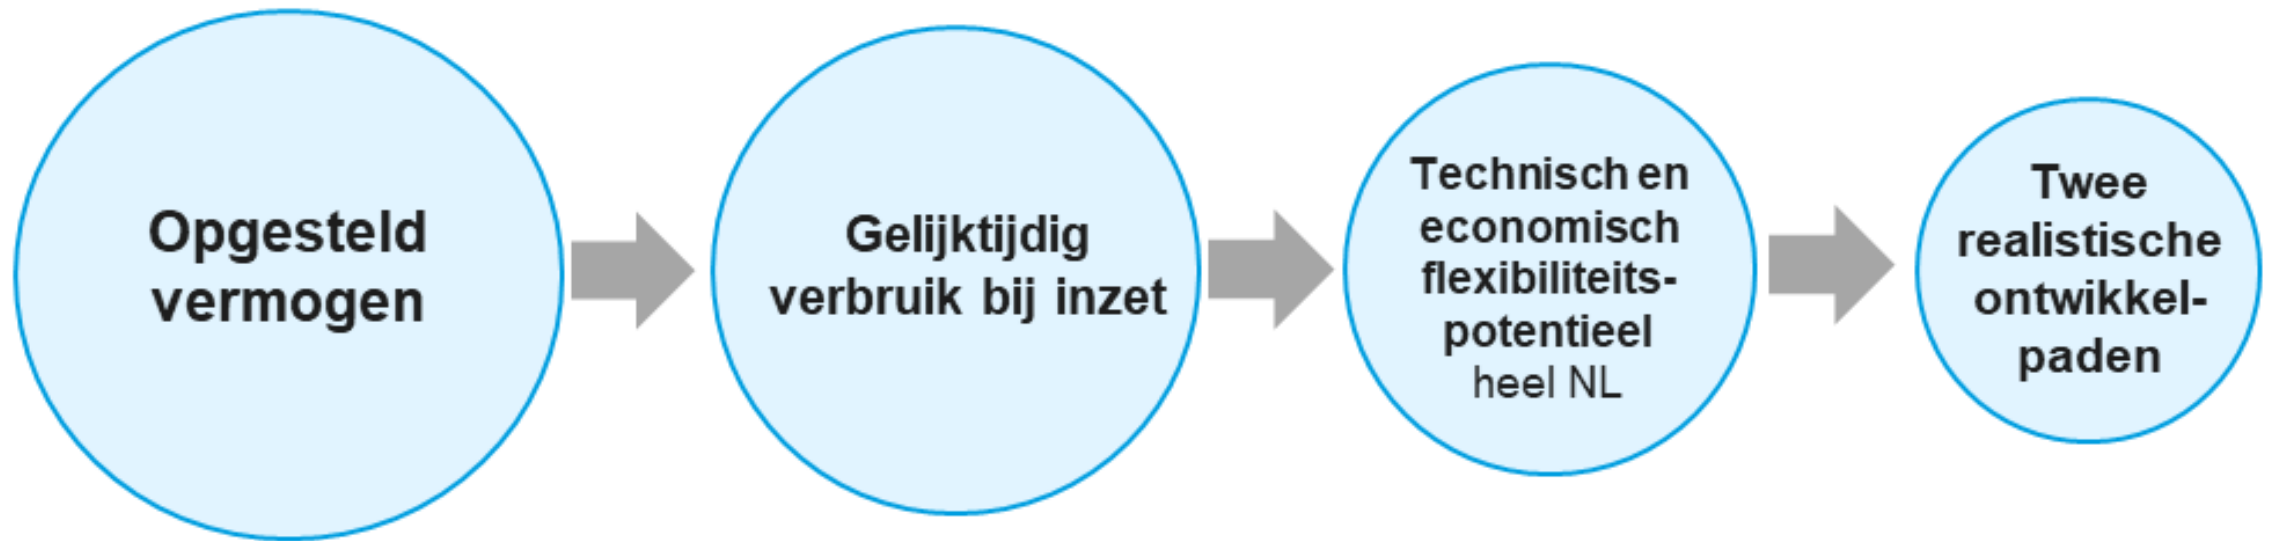 Opgesteld
vermogen
Gelijktijdig
verbruik bij inzet
Technisch en
economisch
flexibiliteits-
potentieel
heel NL
Twee
realistische
ontwikkel-
paden